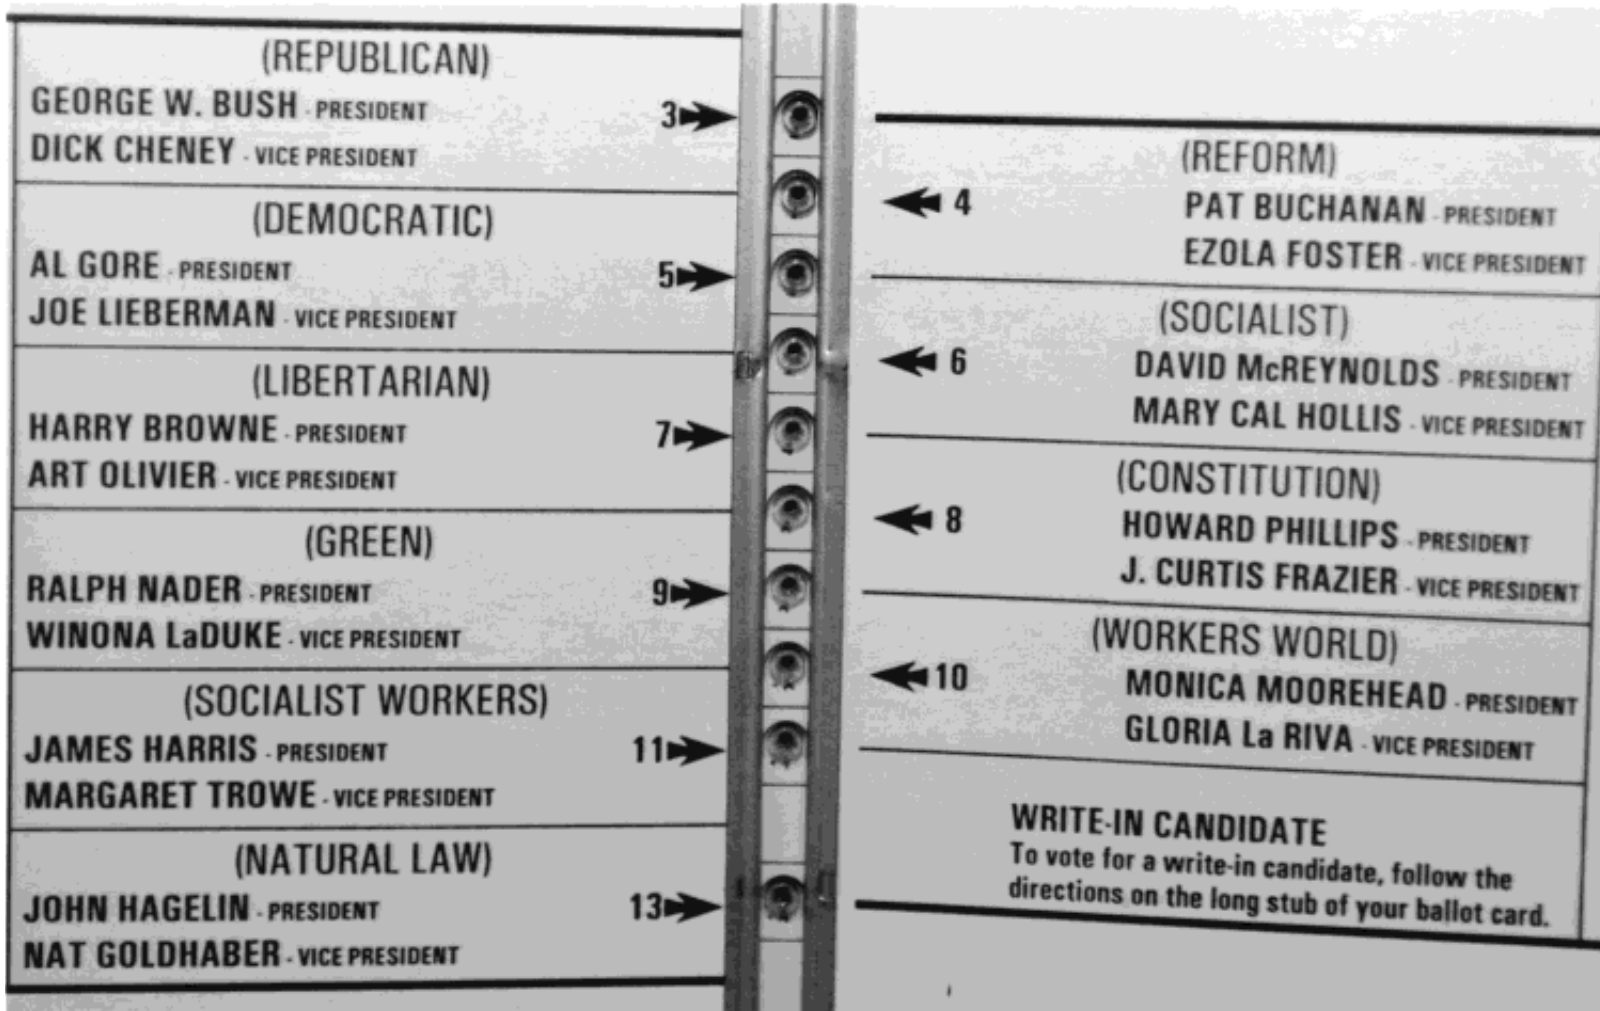 (REPUBLICAN)
GEORGE W. BUSH - PRESIDENT
DICK CHENEY - VICE PRESIDENT
3
(DEMOCRATIC)
AL GORE - PRESIDENT
JOE LIEBERMAN - VICE PRESIDENT
5
(LIBERTARIAN)
HARRY BROWNE - PRESIDENT
ART OLIVIER - VICE PRESIDENT
7
(GREEN)
RALPH NADER - PRESIDENT
WINONA LaDUKE - VICE PRESIDENT
9
(SOCIALIST WORKERS)
JAMES HARRIS - PRESIDENT
MARGARET TROWE - VICE PRESIDENT
11
(NATURAL LAW)
JOHN HAGELIN - PRESIDENT
NAT GOLDHABER - VICE PRESIDENT
13
(REFORM)
4
PAT BUCHANAN - PRESIDENT
EZOLA FOSTER - VICE PRESIDENT
(SOCIALIST)
6
DAVID McREYNOLDS - PRESIDENT
MARY CAL HOLLIS - VICE PRESIDENT
(CONSTITUTION)
8
HOWARD PHILLIPS - PRESIDENT
J. CURTIS FRAZIER - VICE PRESIDENT
(WORKERS WORLD)
10
MONICA MOOREHEAD - PRESIDENT
GLORIA La RIVA - VICE PRESIDENT
WRITE-IN CANDIDATE
To vote for a write-in candidate, follow the
directions on the long stub of your ballot card.